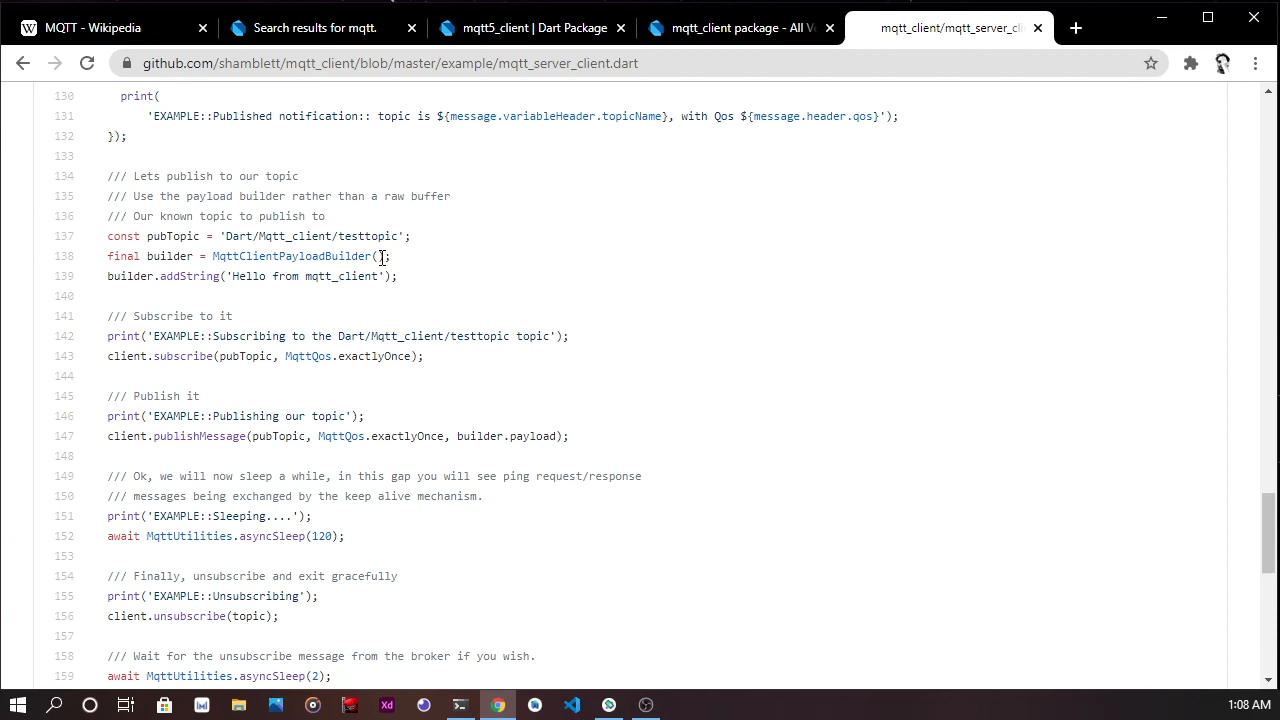 MQTT - Wikipedia
Search results for mqtt,
mqtt5_client | Dart Package
mqtt_client package - All V
mqtt_client/mqtt_server_cli
github.com/shamblett/mqtt_client/blob/master/example/mqtt_server_client.dart
130 print(
131 'EXAMPLE::Published notification:: topic is ${message.variableHeader.topicName}, with Qos ${message.header.qos}');
132 });
133
134 /// Lets publish to our topic
135 /// Use the payload builder rather than a raw buffer
136 /// Our known topic to publish to
137 const pubTopic = 'Dart/Mqtt_client/testtopic';
138 final builder = MqttClientPayloadBuilder();
139 builder.addString('Hello from mqtt_client');
140
141 /// Subscribe to it
142 print('EXAMPLE::Subscribing to the Dart/Mqtt_client/testtopic topic');
143 client.subscribe(pubTopic, MqttQos.exactlyOnce);
144
145 /// Publish it
146 print('EXAMPLE::Publishing our topic');
147 client.publishMessage(pubTopic, MqttQos.exactlyOnce, builder.payload);
148
149 /// Ok, we will now sleep a while, in this gap you will see ping request/response
150 /// messages being exchanged by the keep alive mechanism.
151 print('EXAMPLE::Sleeping....');
152 await MqttUtilities.asyncSleep(120);
153
154 /// Finally, unsubscribe and exit gracefully
155 print('EXAMPLE::Unsubscribing');
156 client.unsubscribe(topic);
157
158 /// Wait for the unsubscribe message from the broker if you wish.
159 await MqttUtilities.asyncSleep(2);
Xd
1:08 AM